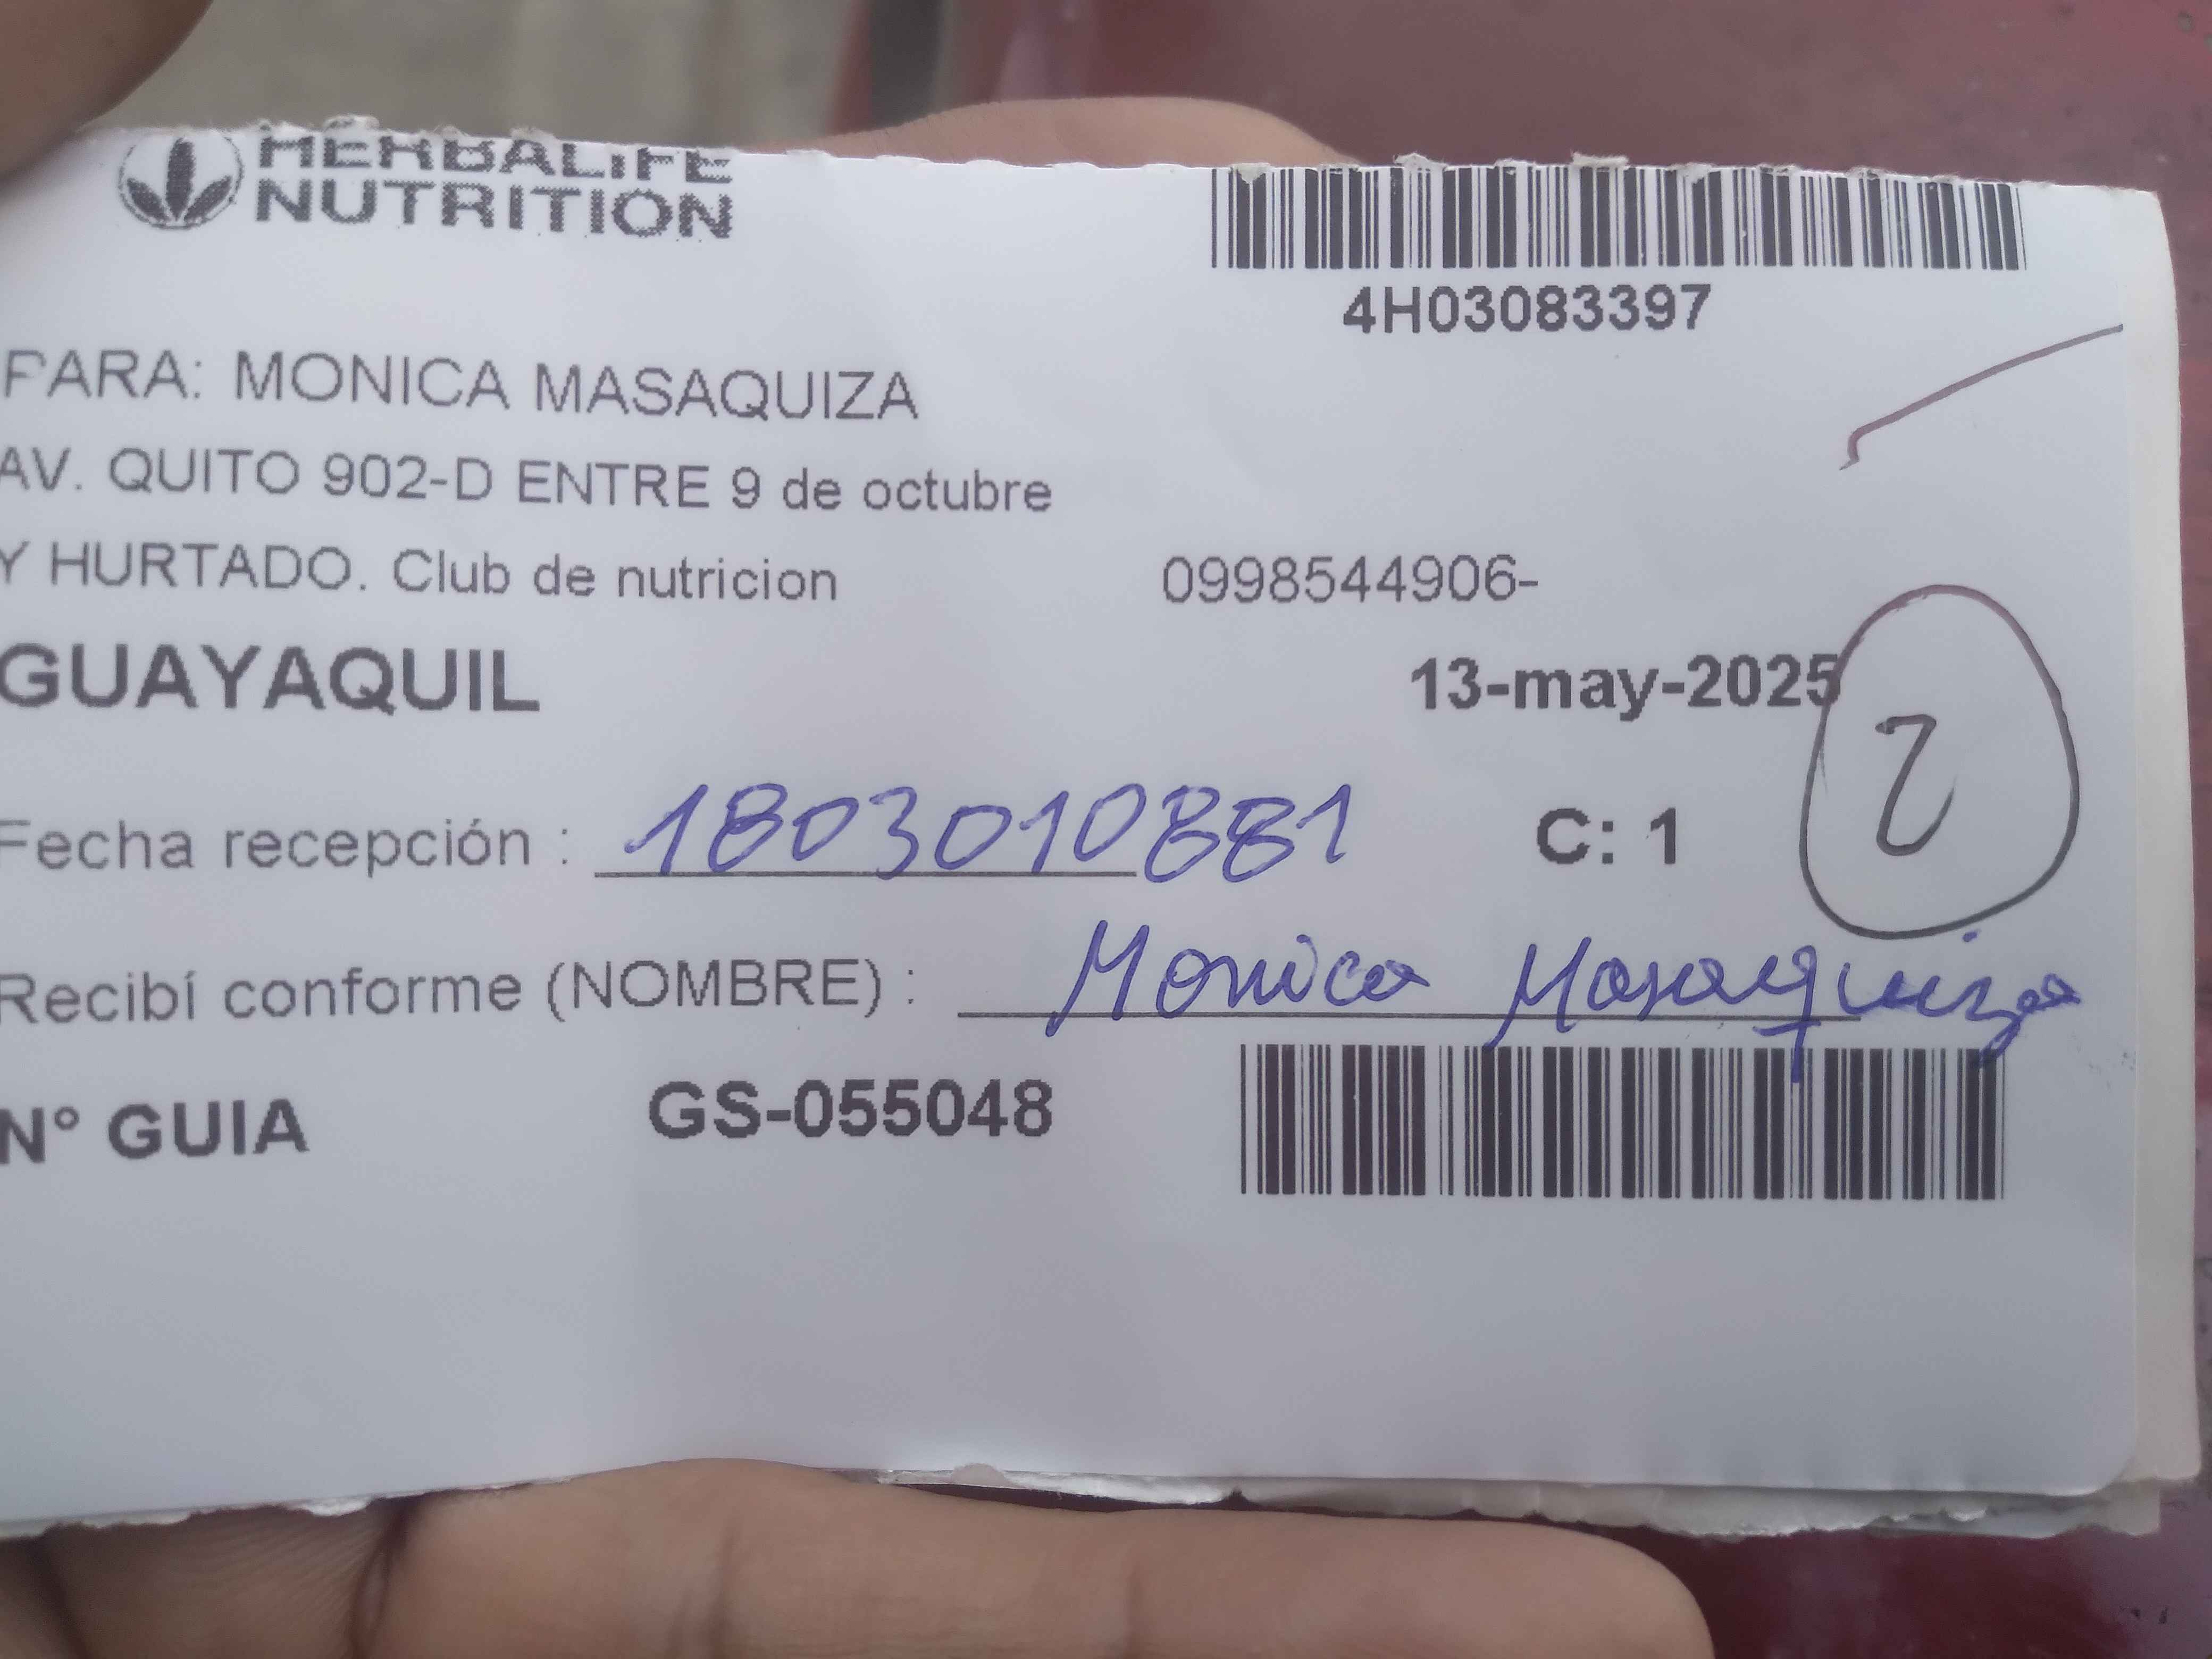 HERBALIFE
NUTRITION
4H03083397
PARA: MONICA MASAQUIZA
AV. QUITO 902-D ENTRE 9 de octubre
Y HURTADO. Club de nutricion 0998544906-
GUAYAQUIL 13-may-2025
2
Fecha recepción : 1803010881 C: 1
Recibí conforme (NOMBRE) : Monica Masaquiza
N° GUIA GS-055048